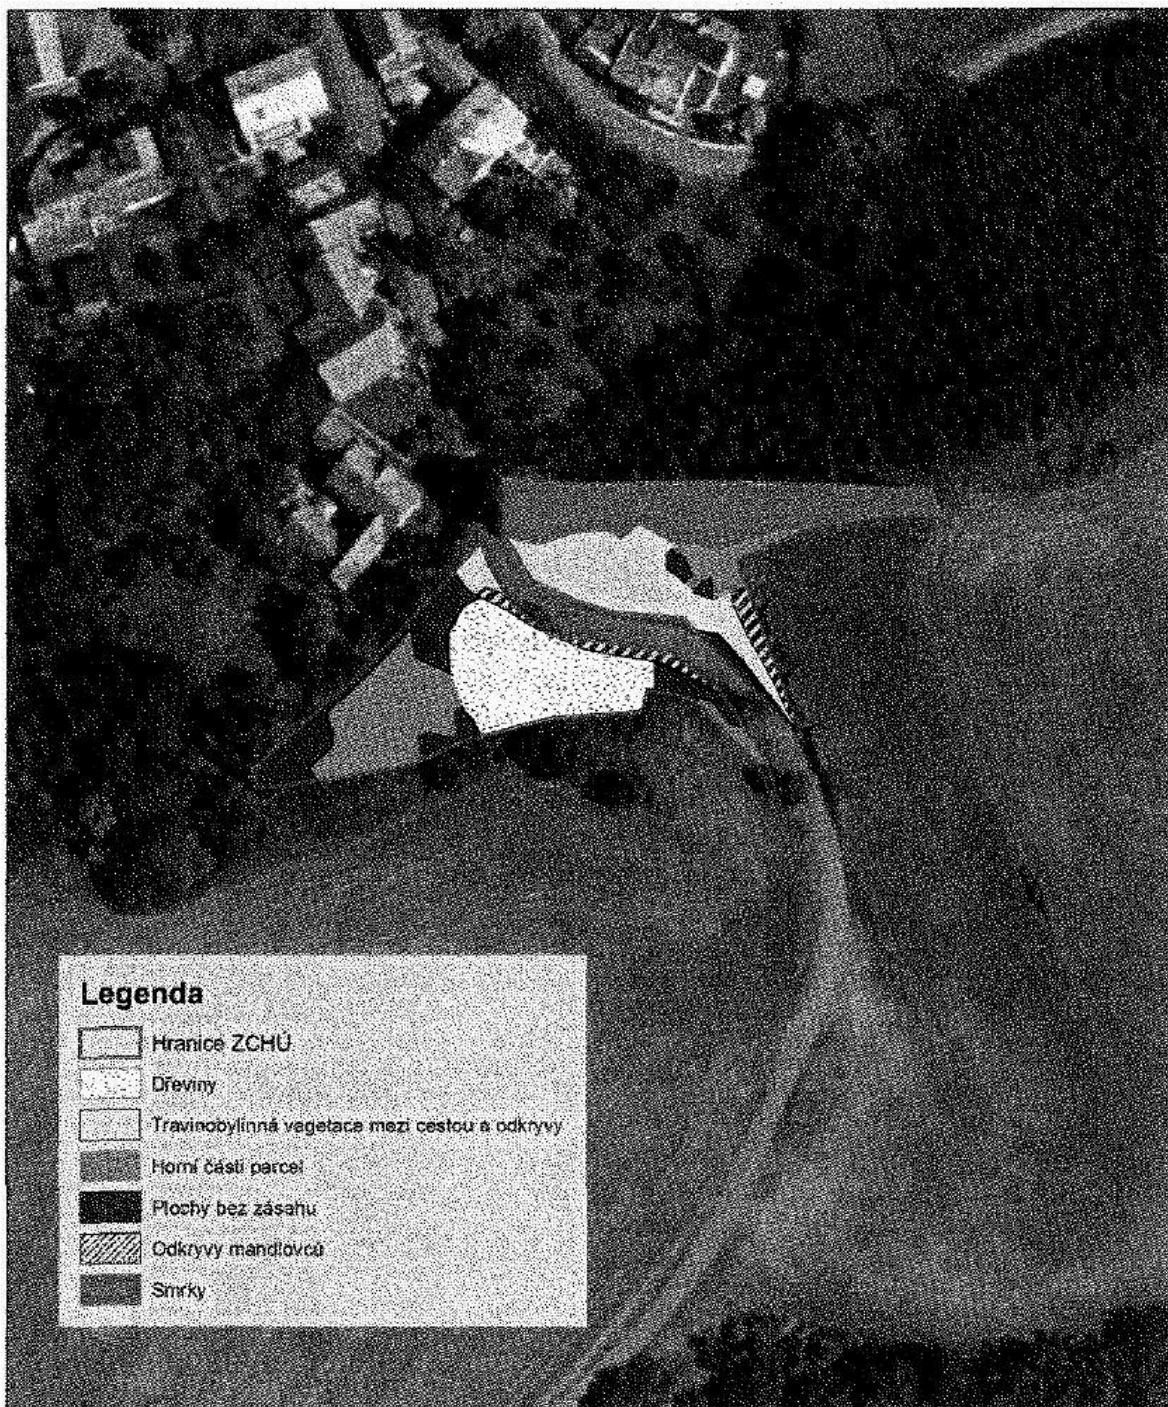 Legenda
Hranice ZCHÚ
Dřeviny
Travinobylinná vegetace mezi cestou a odkryvy
Horní části parcel
Plochy bez zásahu
Odkryvy mandlovců
Smrky